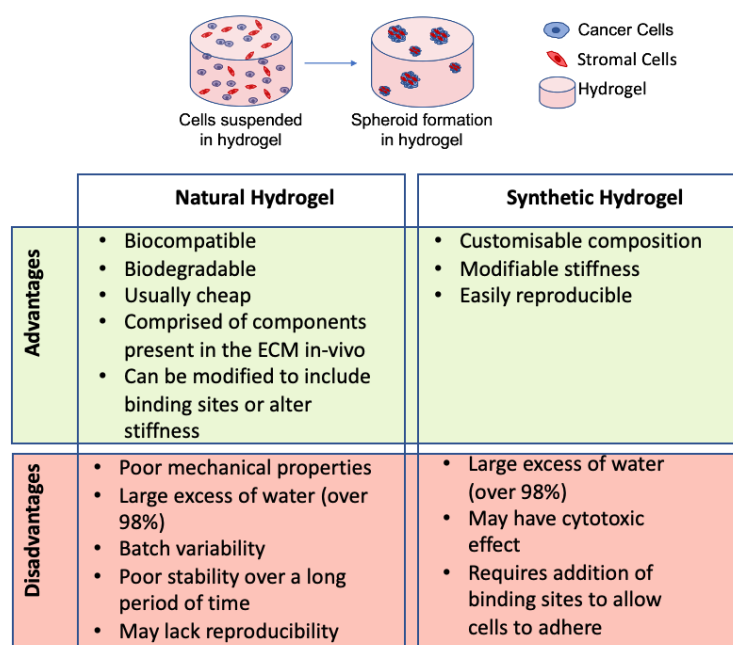 Cancer Cells
Stromal Cells
Hydrogel
Cells suspended
in hydrogel
Spheroid formation
in hydrogel
Natural Hydrogel
Synthetic Hydrogel
Advantages
• Biocompatible
• Biodegradable
• Usually cheap
• Comprised of components
present in the ECM in-vivo
• Can be modified to include
binding sites or alter
stiffness
• Customisable composition
• Modifiable stiffness
• Easily reproducible
Disadvantages
• Poor mechanical properties
• Large excess of water (over
98%)
• Batch variability
• Poor stability over a long
period of time
• May lack reproducibility
• Large excess of water
(over 98%)
• May have cytotoxic
effect
• Requires addition of
binding sites to allow
cells to adhere